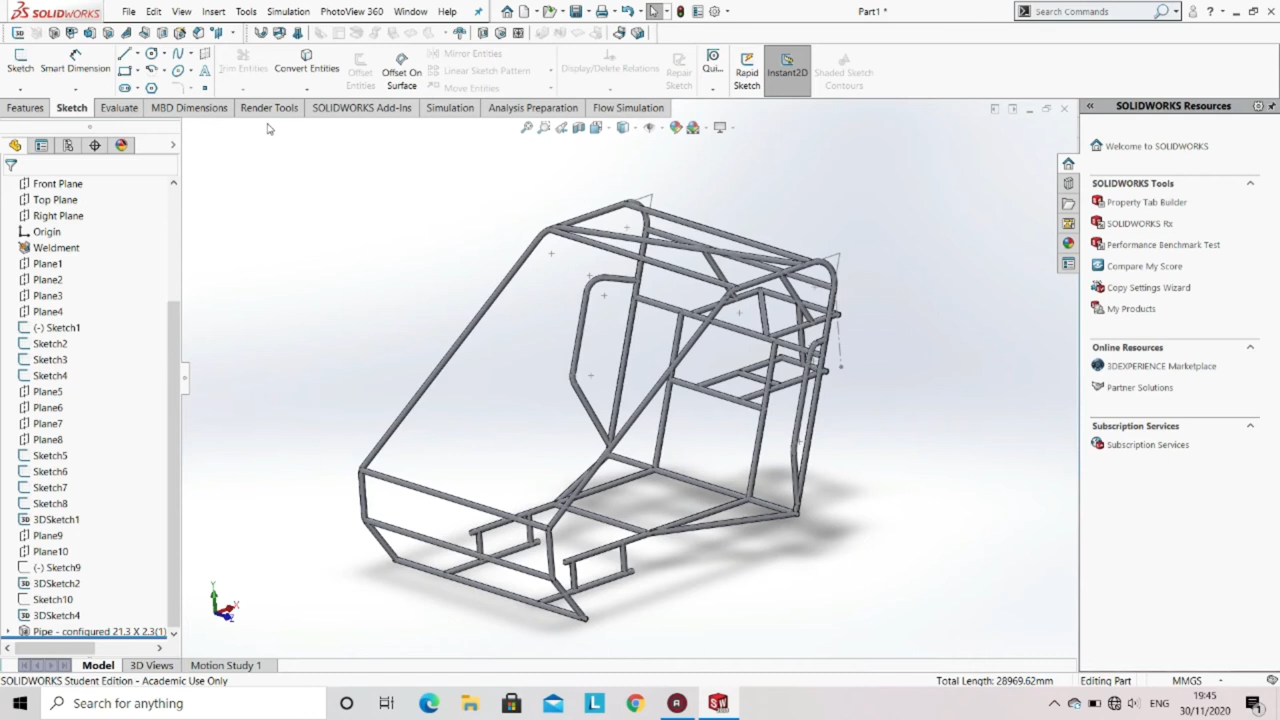 SOLIDWORKS File Edit View Insert Tools Simulation PhotoView 360 Window Help Part1 * Search Commands ?
Sketch Smart Dimension Trim Entities Convert Entities Offset Entities Offset On Surface Mirror Entities Linear Sketch Pattern Move Entities Display/Delete Relations Repair Sketch Qui... Rapid Sketch Instant2D Shaded Sketch Contours
Features Sketch Evaluate MBD Dimensions Render Tools SOLIDWORKS Add-Ins Simulation Analysis Preparation Flow Simulation
SOLIDWORKS Resources
Welcome to SOLIDWORKS
SOLIDWORKS Tools
Property Tab Builder
SOLIDWORKS Rx
Performance Benchmark Test
Compare My Score
Copy Settings Wizard
My Products
Online Resources
3DEXPERIENCE Marketplace
Partner Solutions
Subscription Services
Subscription Services
Front Plane
Top Plane
Right Plane
Origin
Weldment
Plane1
Plane2
Plane3
Plane4
(-) Sketch1
Sketch2
Sketch3
Sketch4
Plane5
Plane6
Plane7
Plane8
Sketch5
Sketch6
Sketch7
Sketch8
3DSketch1
Plane9
Plane10
(-) Sketch9
3DSketch2
Sketch10
3DSketch4
Pipe - configured 21.3 X 2.3(1)
Y X Z
Model 3D Views Motion Study 1
SOLIDWORKS Student Edition - Academic Use Only Total Length: 28969.62mm Editing Part MMGS
Search for anything ENG 19:45
30/11/2020